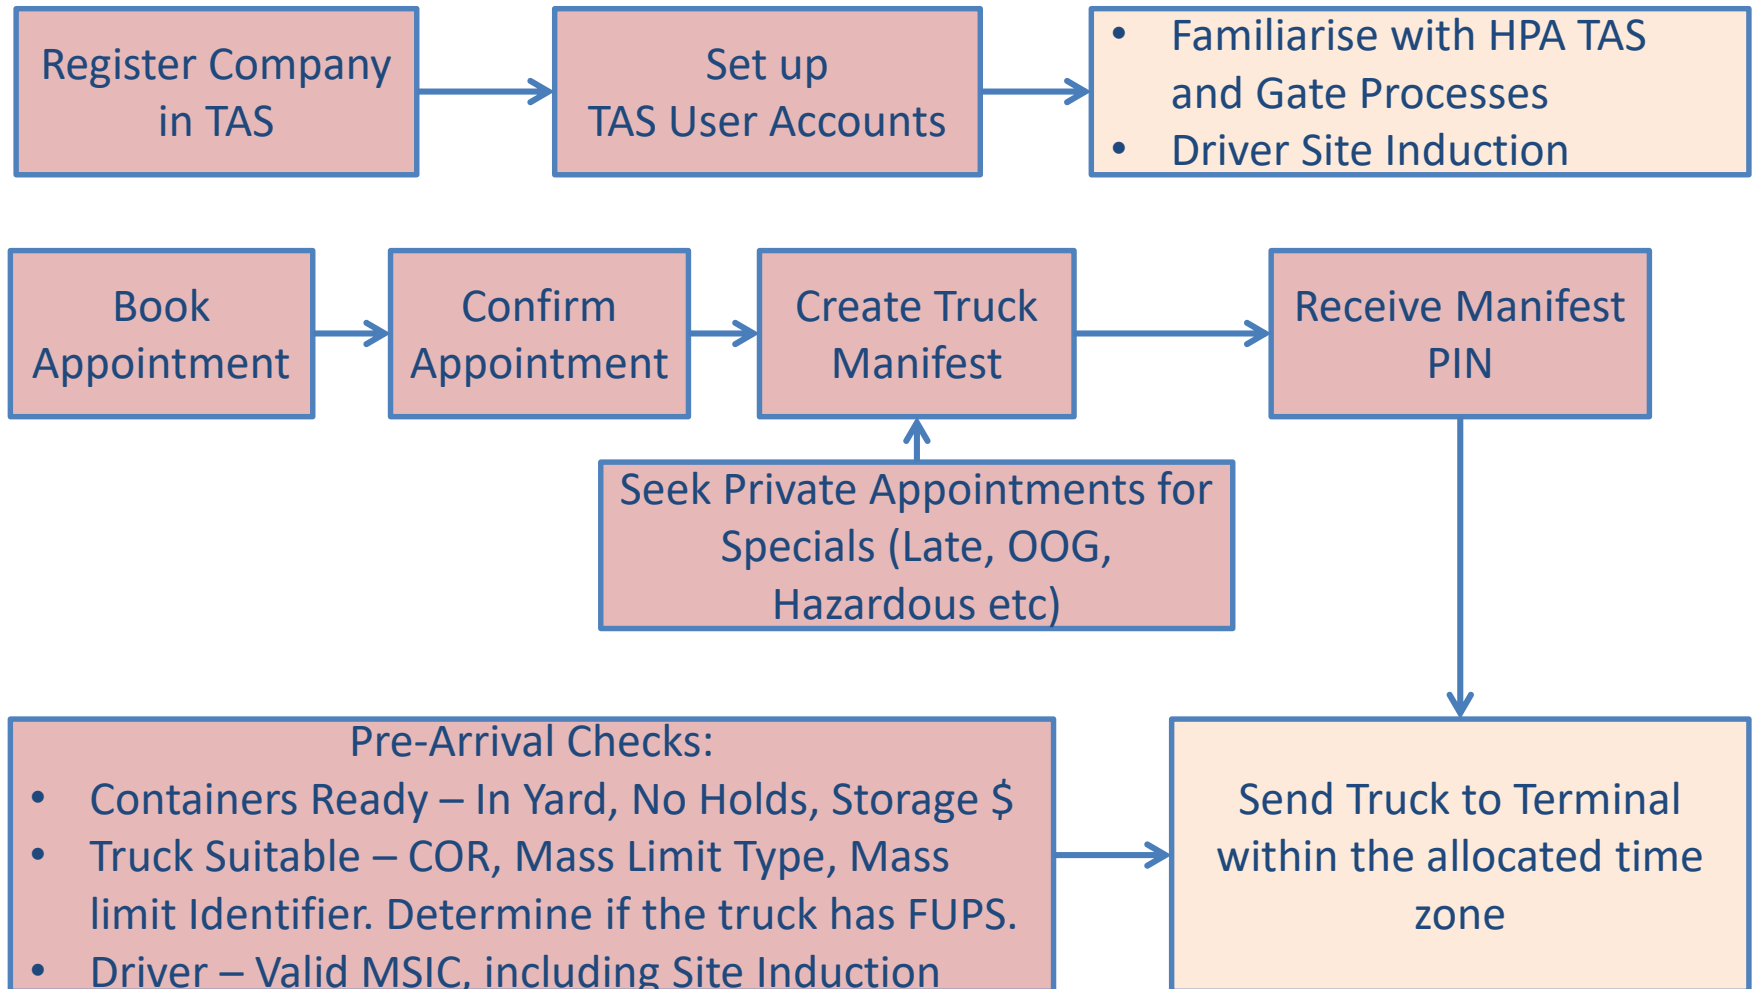 Register Company
in TAS
Set up
TAS User Accounts
• Familiarise with HPA TAS
and Gate Processes
• Driver Site Induction
Book
Appointment
Confirm
Appointment
Create Truck
Manifest
Receive Manifest
PIN
Seek Private Appointments for
Specials (Late, OOG,
Hazardous etc)
Pre-Arrival Checks:
• Containers Ready – In Yard, No Holds, Storage $
• Truck Suitable – COR, Mass Limit Type, Mass
limit Identifier. Determine if the truck has FUPS.
• Driver – Valid MSIC, including Site Induction
Send Truck to Terminal
within the allocated time
zone